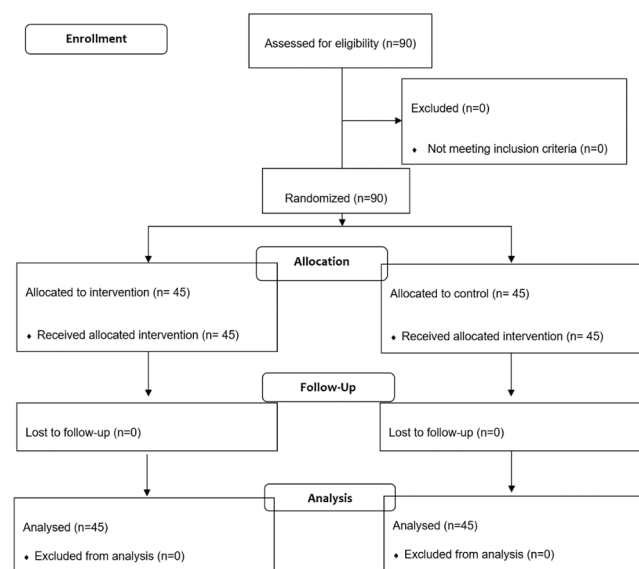 Enrollment
Assessed for eligibility (n=90)
Excluded (n=0)
♦ Not meeting inclusion criteria (n=0)
Randomized (n=90)
Allocation
Allocated to intervention (n= 45)
♦ Received allocated intervention (n= 45)
Allocated to control (n= 45)
♦ Received allocated intervention (n= 45)
Follow-Up
Lost to follow-up (n=0)
Lost to follow-up (n=0)
Analysis
Analysed (n=45)
♦ Excluded from analysis (n=0)
Analysed (n=45)
♦ Excluded from analysis (n=0)